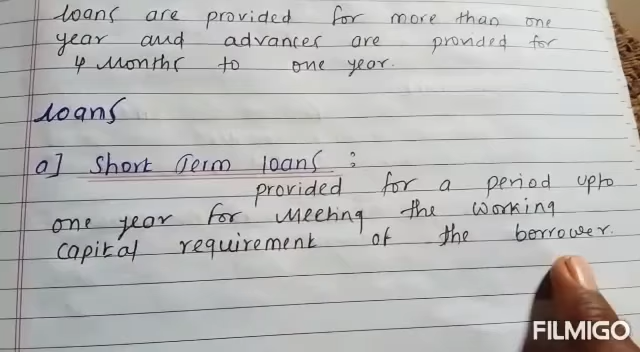 loans are provided for more than one
year and advances are provided for
4 Months to one year.
loans
a] Short Term loans :
provided for a period upto
one year for Meeting the working
capital requirement of the borrower.
FILMIGO